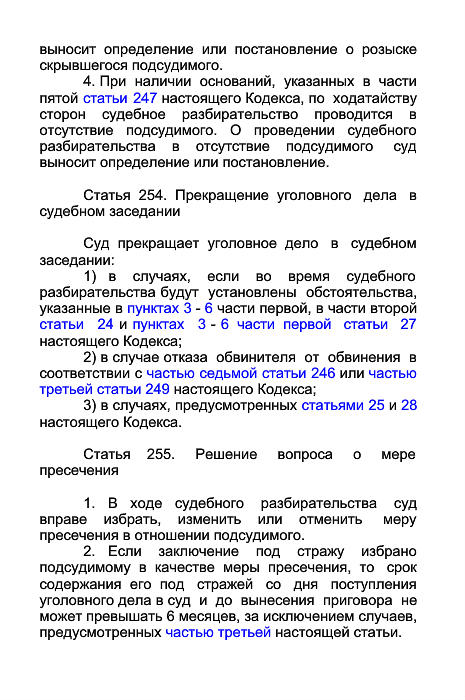 выносит определение или постановление о розыске
скрывшегося подсудимого.
4. При наличии оснований, указанных в части
пятой статьи 247 настоящего Кодекса, по ходатайству
сторон судебное разбирательство проводится в
отсутствие подсудимого. О проведении судебного
разбирательства в отсутствие подсудимого суд
выносит определение или постановление.
Статья 254. Прекращение уголовного дела в
судебном заседании
Суд прекращает уголовное дело в судебном
заседании:
1) в случаях, если во время судебного
разбирательства будут установлены обстоятельства,
указанные в пунктах 3 - 6 части первой, в части второй
статьи 24 и пунктах 3 - 6 части первой статьи 27
настоящего Кодекса;
2) в случае отказа обвинителя от обвинения в
соответствии с частью седьмой статьи 246 или частью
третьей статьи 249 настоящего Кодекса;
3) в случаях, предусмотренных статьями 25 и 28
настоящего Кодекса.
Статья 255. Решение вопроса о мере
пресечения
1. В ходе судебного разбирательства суд
вправе избрать, изменить или отменить меру
пресечения в отношении подсудимого.
2. Если заключение под стражу избрано
подсудимому в качестве меры пресечения, то срок
содержания его под стражей со дня поступления
уголовного дела в суд и до вынесения приговора не
может превышать 6 месяцев, за исключением случаев,
предусмотренных частью третьей настоящей статьи.